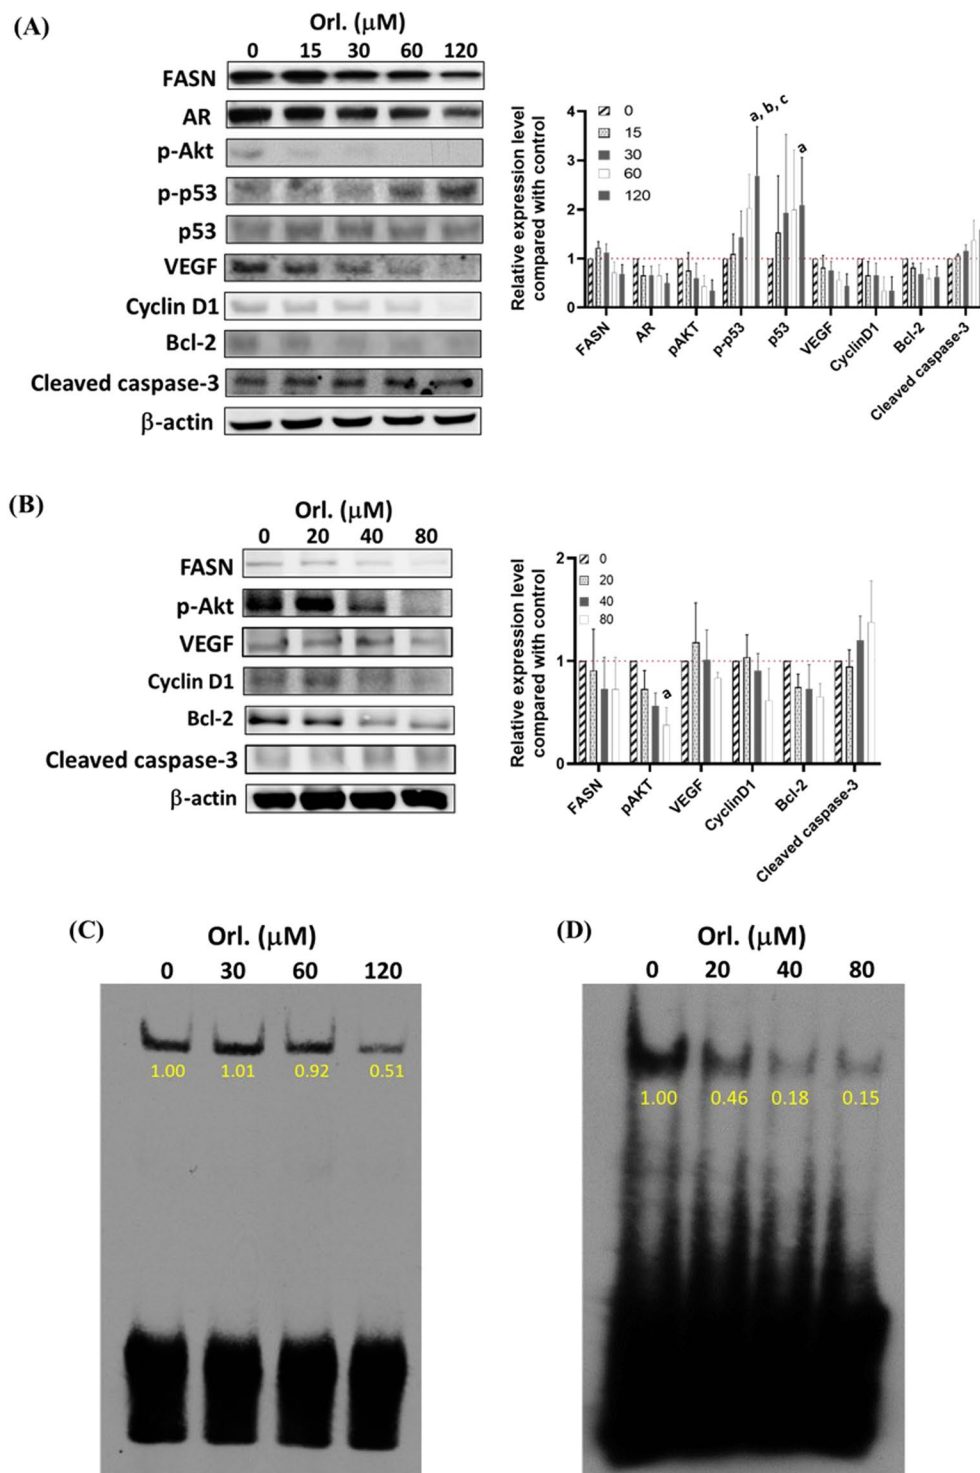 (A)
Orl. (μM)
0 15 30 60 120
FASN
AR
p-Akt
p-p53
p53
VEGF
Cyclin D1
Bcl-2
Cleaved caspase-3
β-actin
Relative expression level
compared with control
4
3
2
1
0
0
15
30
60
120
a, b, c
a
FASN
AR
pAKT
p-p53
p53
VEGF
CyclinD1
Bcl-2
Cleaved caspase-3
(B)
Orl. (μM)
0 20 40 80
FASN
p-Akt
VEGF
Cyclin D1
Bcl-2
Cleaved caspase-3
β-actin
Relative expression level
compared with control
2
1
0
0
20
40
80
a
FASN
pAKT
VEGF
CyclinD1
Bcl-2
Cleaved caspase-3
(C)
Orl. (μM)
0 30 60 120
1.00 1.01 0.92 0.51
(D)
Orl. (μM)
0 20 40 80
1.00 0.46 0.18 0.15